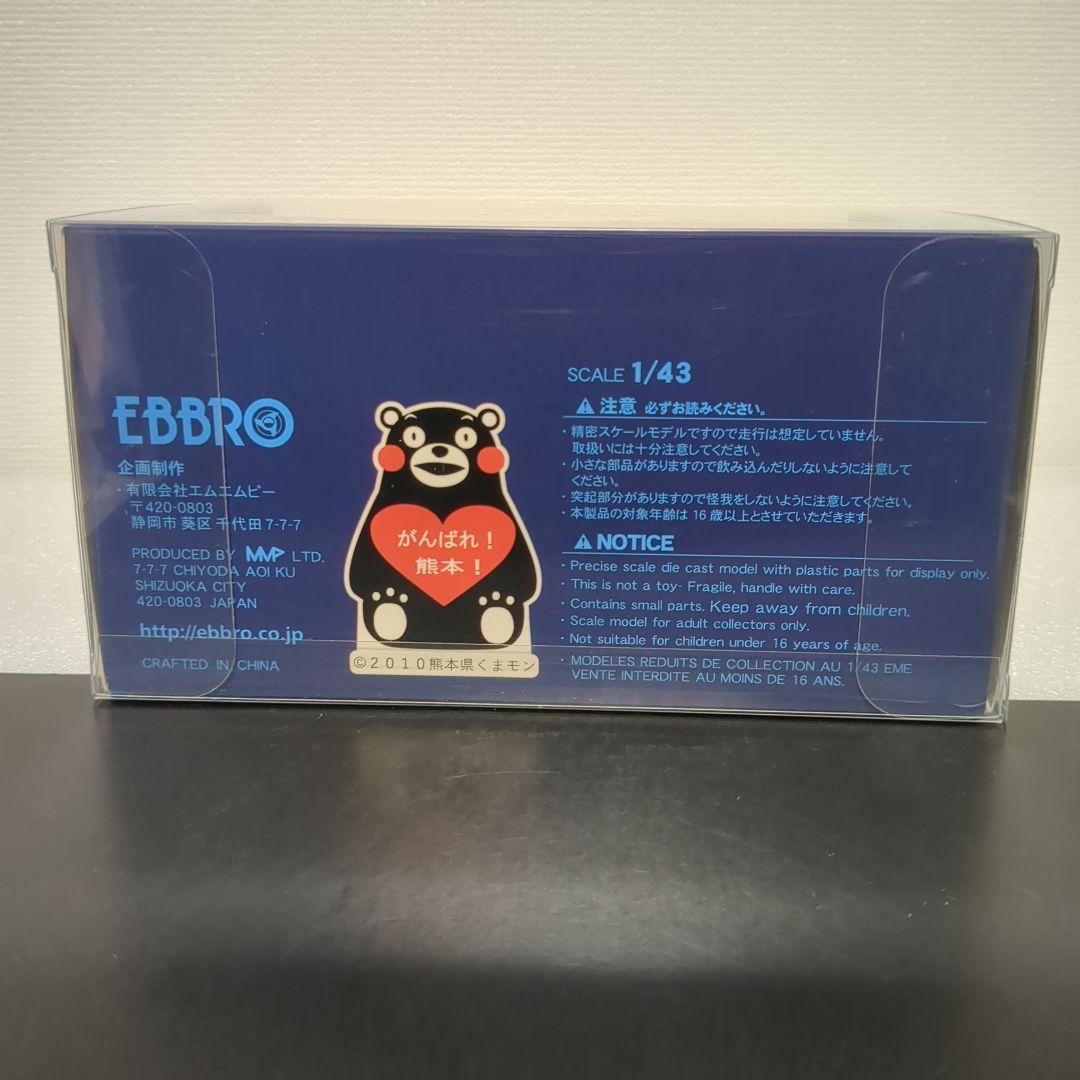 EBBRO
企画制作
・有限会社エムエムピー
〒420-0803
静岡市 葵区 千代田 7-7-7
PRODUCED BY MMP LTD.
7-7-7 CHIYODA AOI KU
SHIZUOKA CITY
420-0803 JAPAN
http://ebbro.co.jp
CRAFTED IN CHINA
がんばれ!
熊本!
©2010熊本県くまモン
SCALE 1/43
注意 必ずお読みください。
・精密スケールモデルですので走行は想定していません。
取扱いには十分注意してください。
・小さな部品がありますので飲み込んだりしないように注意して
ください。
・突起部分がありますので怪我をしないように注意してください。
・本製品の対象年齢は 16 歳以上とさせていただきます。
NOTICE
・Precise scale die cast model with plastic parts for display only.
・This is not a toy- Fragile, handle with care.
・Contains small parts. Keep away from children.
・Scale model for adult collectors only.
・Not suitable for children under 16 years of age.
・MODELES REDUITS DE COLLECTION AU 1/43 EME
VENTE INTERDITE AU MOINS DE 16 ANS.